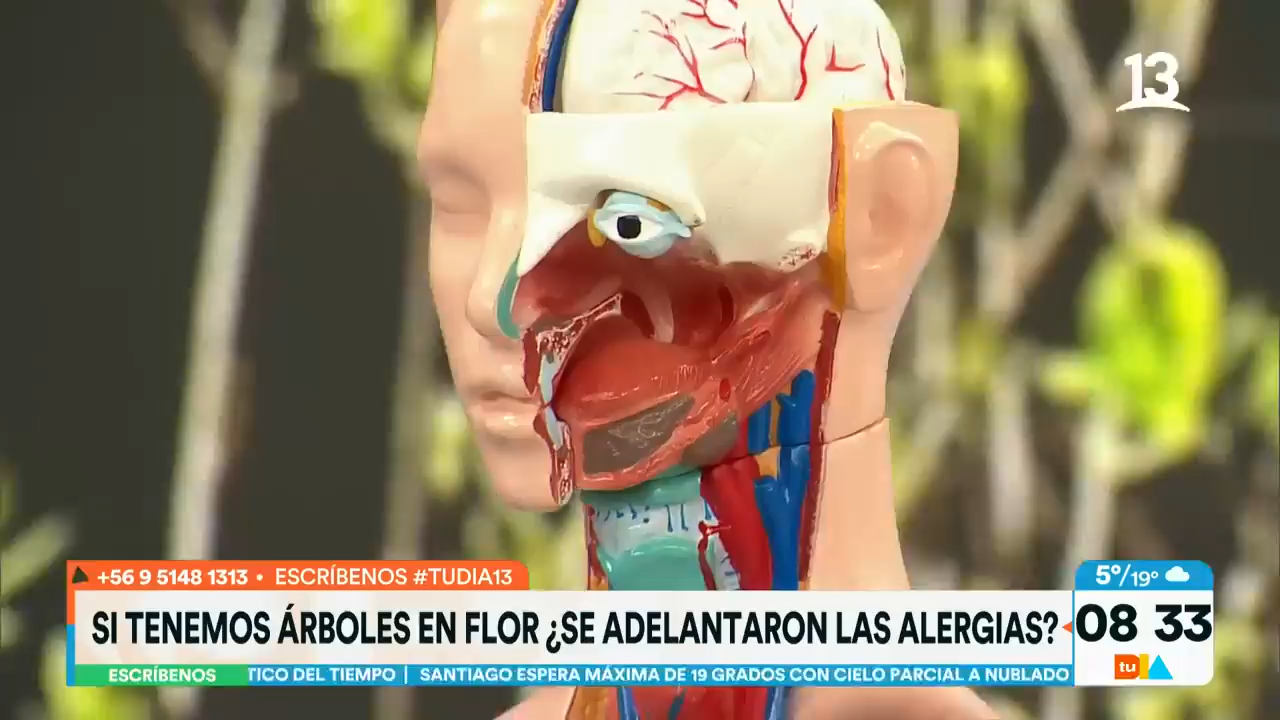 13
+56 9 5148 1313 • ESCRÍBENOS #TUDIA13
SI TENEMOS ÁRBOLES EN FLOR ¿SE ADELANTARON LAS ALERGIAS?
5°/19°
08 33
tu DIA
ESCRÍBENOS
TICO DEL TIEMPO | SANTIAGO ESPERA MÁXIMA DE 19 GRADOS CON CIELO PARCIAL A NUBLADO